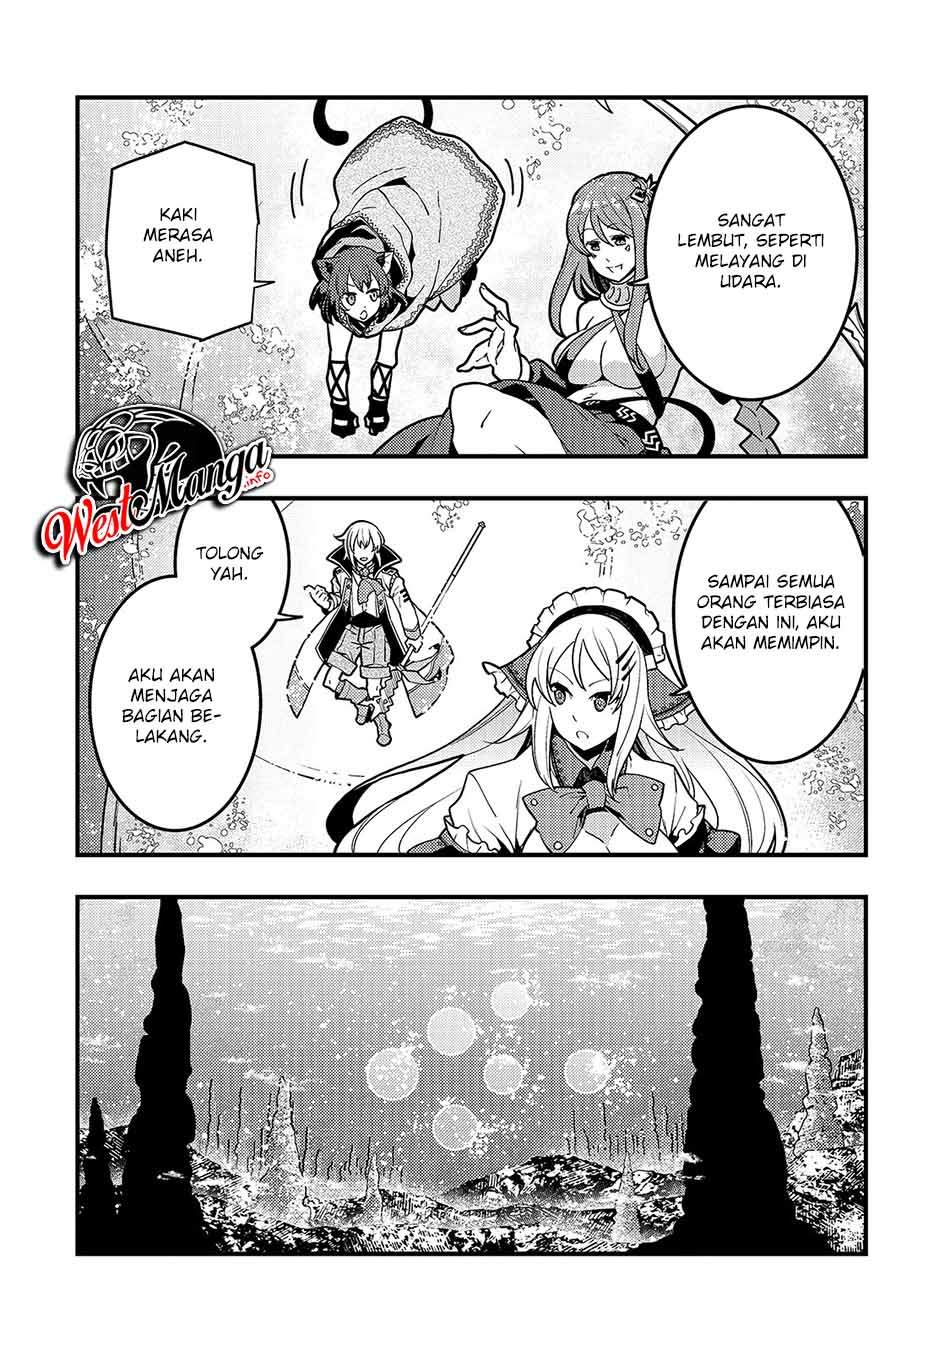 SANGAT
LEMBUT, SEPERTI
MELAYANG DI
UDARA.
KAKI
MERASA
ANEH.
WestManga
.info
SAMPAI SEMUA
ORANG TERBIASA
DENGAN INI, AKU
AKAN MEMIMPIN.
TOLONG
YAH.
AKU AKAN
MENJAGA
BAGIAN BE-
LAKANG.